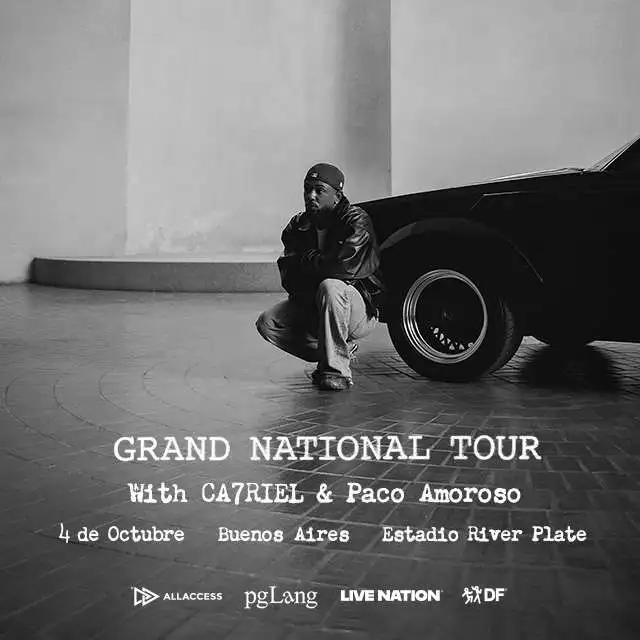 GRAND NATIONAL TOUR
With CA7RIEL & Paco Amoroso
4 de Octubre Buenos Aires Estadio River Plate
ALLACCESS pgLang LIVE NATION DF